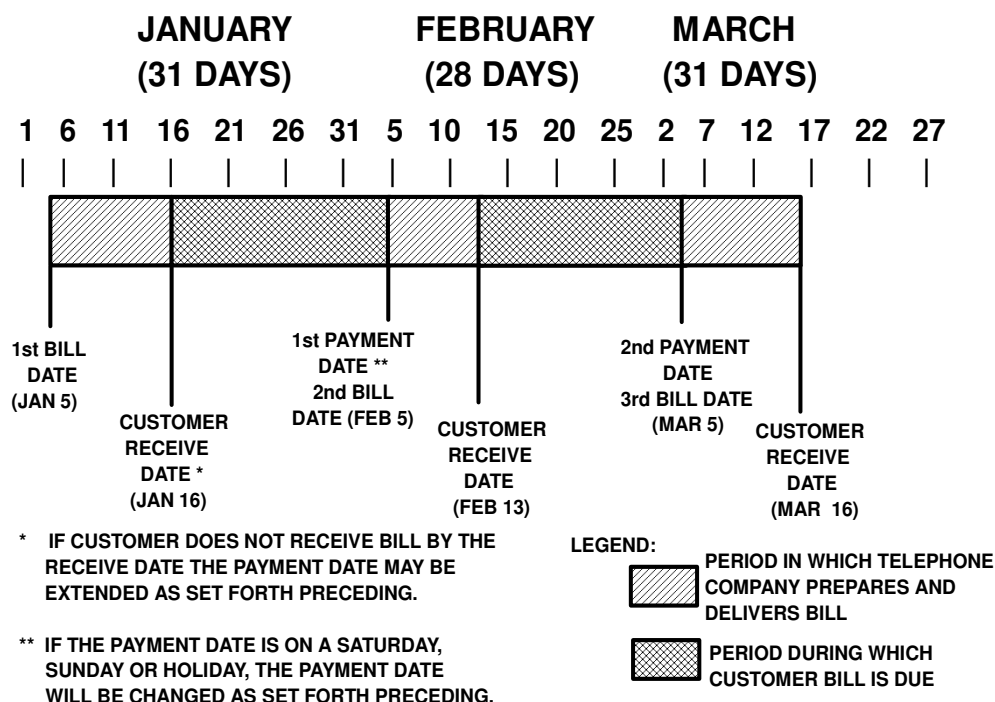 JANUARY FEBRUARY MARCH
(31 DAYS) (28 DAYS) (31 DAYS)
1 6 11 16 21 26 31 5 10 15 20 25 2 7 12 17 22 27
1st BILL
DATE
(JAN 5)
CUSTOMER
RECEIVE
DATE *
(JAN 16)
1st PAYMENT
DATE **
2nd BILL
DATE (FEB 5)
CUSTOMER
RECEIVE
DATE
(FEB 13)
2nd PAYMENT
DATE
3rd BILL DATE
(MAR 5)
CUSTOMER
RECEIVE
DATE
(MAR 16)
* IF CUSTOMER DOES NOT RECEIVE BILL BY THE
RECEIVE DATE THE PAYMENT DATE MAY BE
EXTENDED AS SET FORTH PRECEDING.
** IF THE PAYMENT DATE IS ON A SATURDAY,
SUNDAY OR HOLIDAY, THE PAYMENT DATE
WILL BE CHANGED AS SET FORTH PRECEDING.
LEGEND:
PERIOD IN WHICH TELEPHONE
COMPANY PREPARES AND
DELIVERS BILL
PERIOD DURING WHICH
CUSTOMER BILL IS DUE